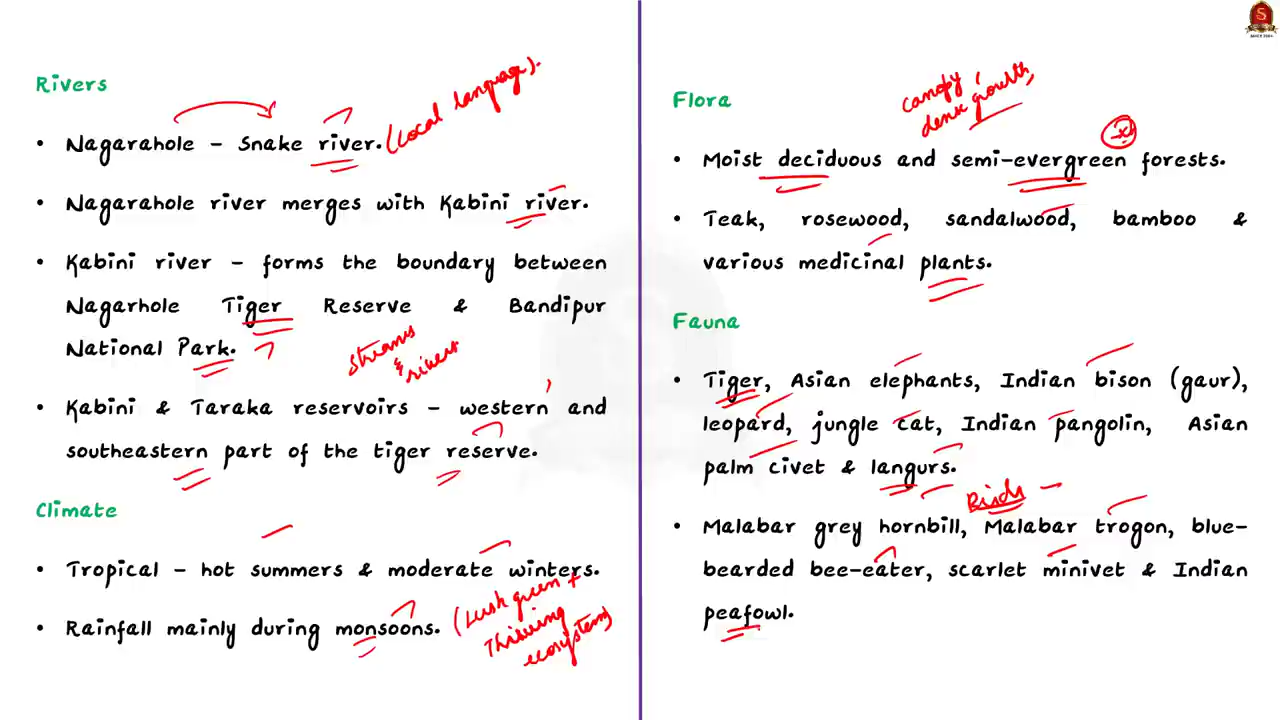 Rivers
• Nagarahole - Snake river. (Local language).
• Nagarahole river merges with Kabini river.
• Kabini river - forms the boundary between
Nagarhole Tiger Reserve & Bandipur
National Park.
streams
& rivers
• Kabini & Taraka reservoirs - western and
southeastern part of the tiger reserve.
Climate
• Tropical - hot summers & moderate winters.
• Rainfall mainly during monsoons.
(Lush green +
Thriving
ecosystem)
Flora
canopy,
dense growth,
• Moist deciduous and semi-evergreen forests.
• Teak, rosewood, sandalwood, bamboo &
various medicinal plants.
Fauna
• Tiger, Asian elephants, Indian bison (gaur),
leopard, jungle cat, Indian pangolin, Asian
palm civet & langurs.
Birds -
• Malabar grey hornbill, Malabar trogon, blue-
bearded bee-eater, scarlet minivet & Indian
peafowl.
S